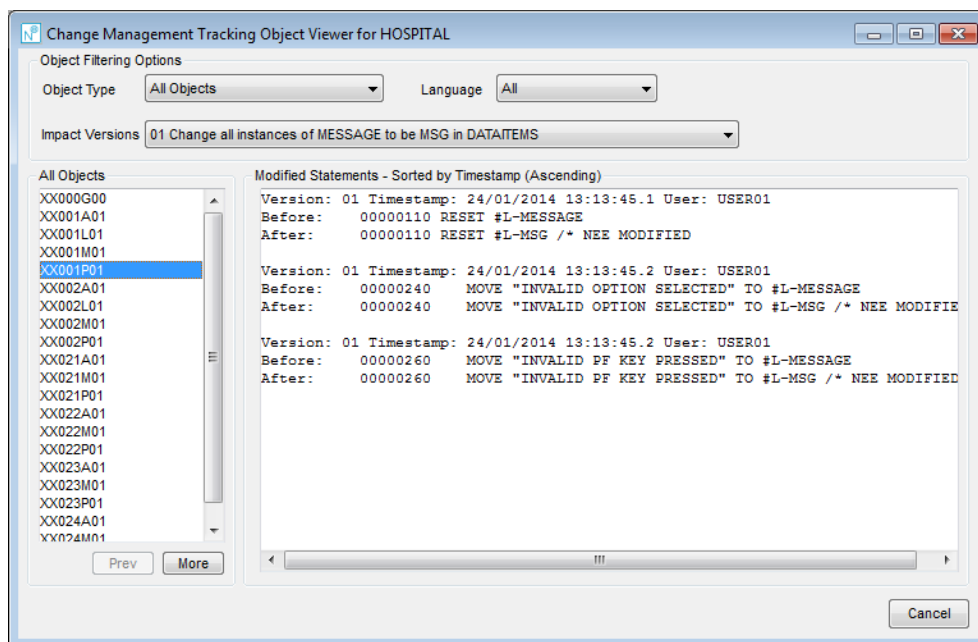 Change Management Tracking Object Viewer for HOSPITAL
Object Filtering Options
Object Type All Objects Language All
Impact Versions 01 Change all instances of MESSAGE to be MSG in DATAITEMS
All Objects
XX000G00
XX001A01
XX001L01
XX001M01
XX001P01
XX002A01
XX002L01
XX002M01
XX002P01
XX021A01
XX021M01
XX021P01
XX022A01
XX022M01
XX022P01
XX023A01
XX023M01
XX023P01
XX024A01
XX024M01
Prev More
Modified Statements - Sorted by Timestamp (Ascending)
Version: 01 Timestamp: 24/01/2014 13:13:45.1 User: USER01
Before: 00000110 RESET #L-MESSAGE
After: 00000110 RESET #L-MSG /* NEE MODIFIED
Version: 01 Timestamp: 24/01/2014 13:13:45.2 User: USER01
Before: 00000240 MOVE "INVALID OPTION SELECTED" TO #L-MESSAGE
After: 00000240 MOVE "INVALID OPTION SELECTED" TO #L-MSG /* NEE MODIFIE
Version: 01 Timestamp: 24/01/2014 13:13:45.2 User: USER01
Before: 00000260 MOVE "INVALID PF KEY PRESSED" TO #L-MESSAGE
After: 00000260 MOVE "INVALID PF KEY PRESSED" TO #L-MSG /* NEE MODIFIED
Cancel